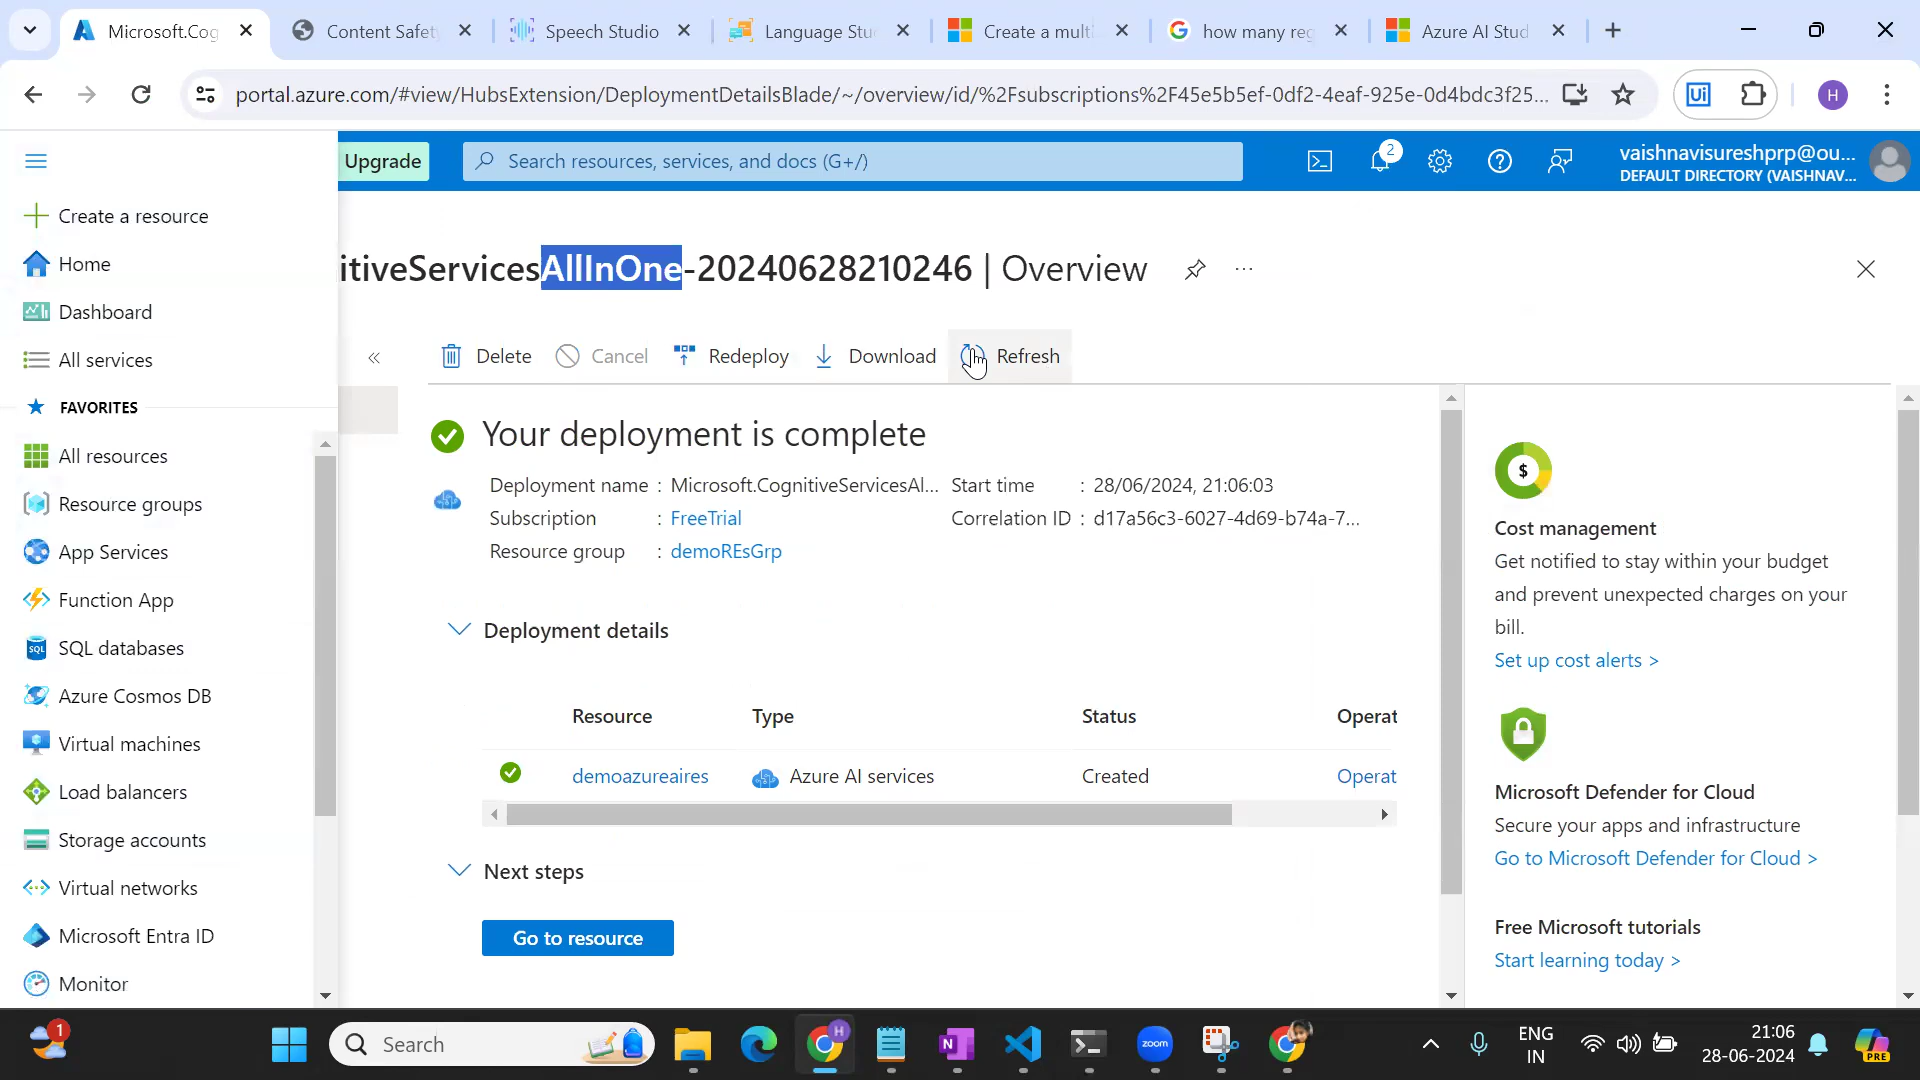 Microsoft.Cog
Content Safet
Speech Studio
Language Stu
Create a multi
how many reg
Azure AI Stud
portal.azure.com/#view/HubsExtension/DeploymentDetailsBlade/~/overview/id/%2Fsubscriptions%2F45e5b5ef-0df2-4eaf-925e-0d4bdc3f25...
Ui
H
Upgrade
Search resources, services, and docs (G+/)
2
vaishnavisureshprp@ou...
DEFAULT DIRECTORY (VAISHNAV...
Create a resource
Home
Dashboard
All services
FAVORITES
All resources
Resource groups
App Services
Function App
SQL databases
Azure Cosmos DB
Virtual machines
Load balancers
Storage accounts
Virtual networks
Microsoft Entra ID
Monitor
itiveServicesAllInOne-20240628210246 | Overview
Delete
Cancel
Redeploy
Download
Refresh
Your deployment is complete
Deployment name : Microsoft.CognitiveServicesAl...
Subscription : FreeTrial
Resource group : demoREsGrp
Start time : 28/06/2024, 21:06:03
Correlation ID : d17a56c3-6027-4d69-b74a-7...
Deployment details
Resource Type Status Operat
demoazureaires Azure AI services Created Operat
Next steps
Go to resource
$
Cost management
Get notified to stay within your budget
and prevent unexpected charges on your
bill.
Set up cost alerts >
Microsoft Defender for Cloud
Secure your apps and infrastructure
Go to Microsoft Defender for Cloud >
Free Microsoft tutorials
Start learning today >
1
Search
H
N
zoom
ENG
IN
21:06
28-06-2024
PRE